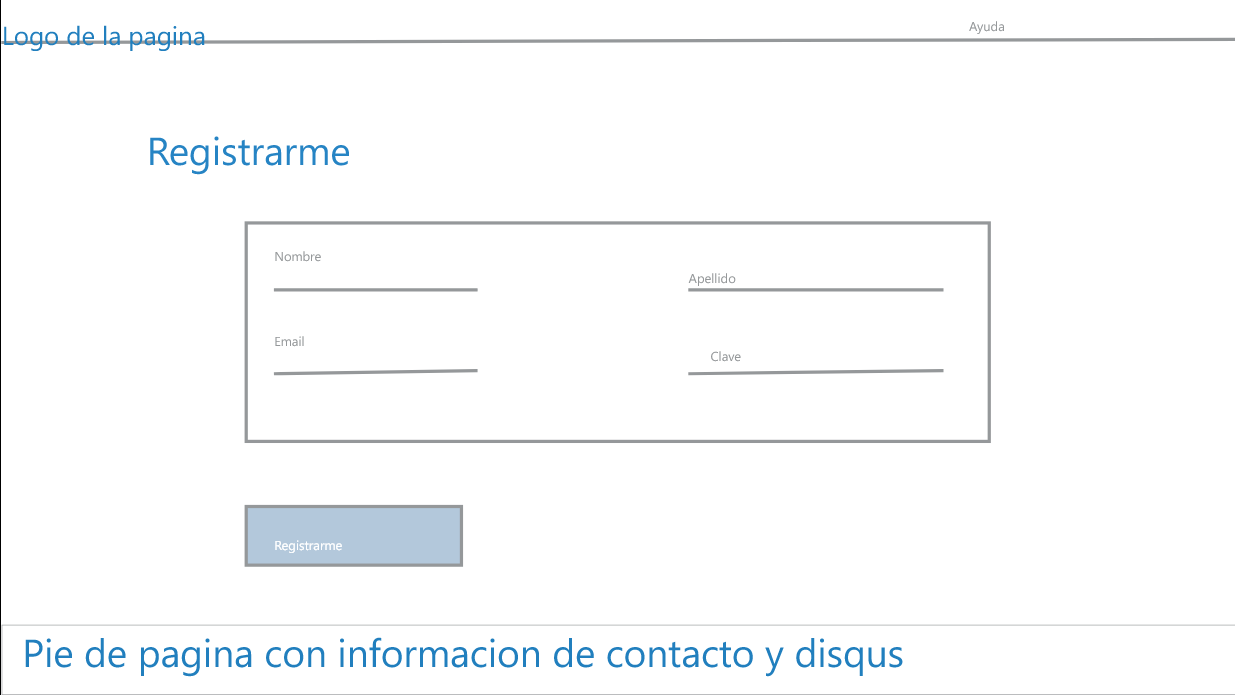 Logo de la pagina
Ayuda
Registrarme
Nombre
Apellido
Email
Clave
Registrarme
Pie de pagina con informacion de contacto y disqus